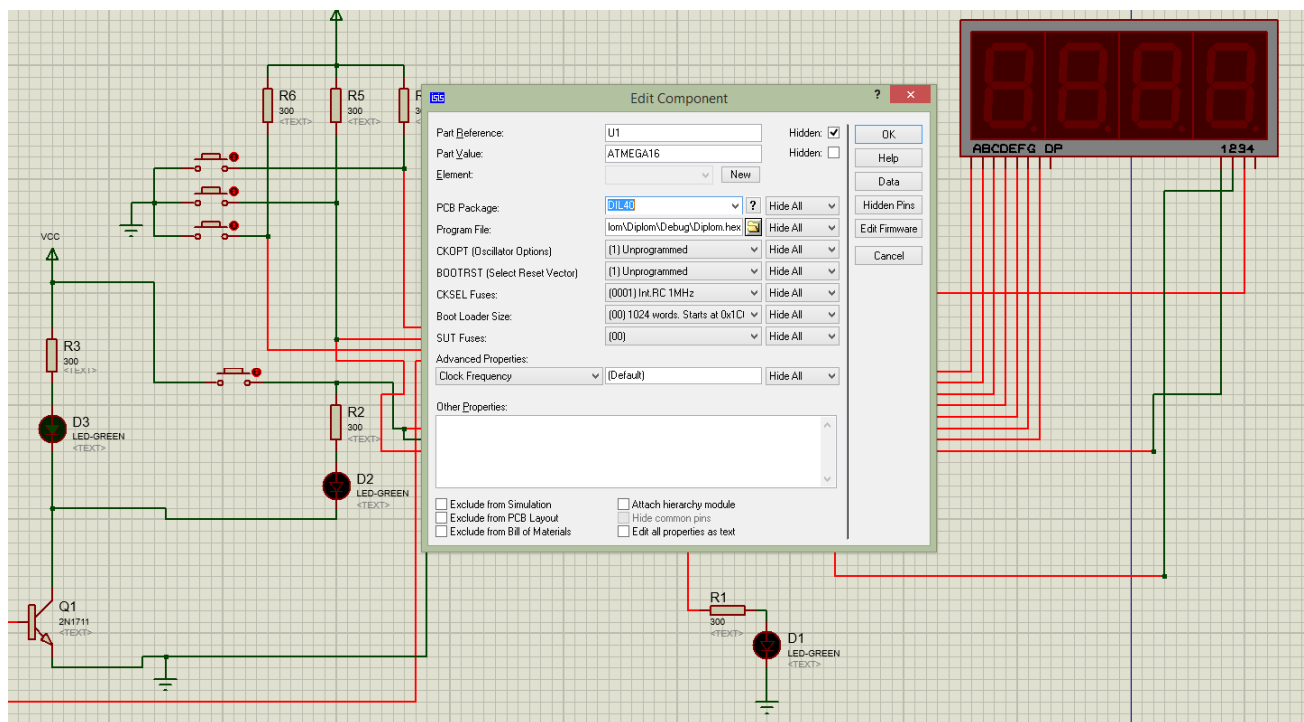 R6
300
<TEXT>
R5
300
<TEXT>
VCC
R3
300
<TEXT>
D3
LED-GREEN
<TEXT>
R2
300
<TEXT>
D2
LED-GREEN
<TEXT>
Q1
2N1711
<TEXT>
isis
Edit Component
?
×
Part Reference:
U1
Hidden:
OK
Part Value:
ATMEGA16
Hidden:
Help
Element:
New
Data
PCB Package:
DIL40
?
Hide All
Hidden Pins
Program File:
lom\Diplom\Debug\Diplom.hex
Hide All
Edit Firmware
CKOPT (Oscillator Options)
(1) Unprogrammed
Hide All
Cancel
BOOTRST (Select Reset Vector)
(1) Unprogrammed
Hide All
CKSEL Fuses:
(0001) Int.RC 1MHz
Hide All
Boot Loader Size:
(00) 1024 words. Starts at 0x1C
Hide All
SUT Fuses:
(00)
Hide All
Advanced Properties:
Clock Frequency
(Default)
Hide All
Other Properties:
Exclude from Simulation
Attach hierarchy module
Exclude from PCB Layout
Hide common pins
Exclude from Bill of Materials
Edit all properties as text
ABCDEFG DP
1234
R1
300
<TEXT>
D1
LED-GREEN
<TEXT>